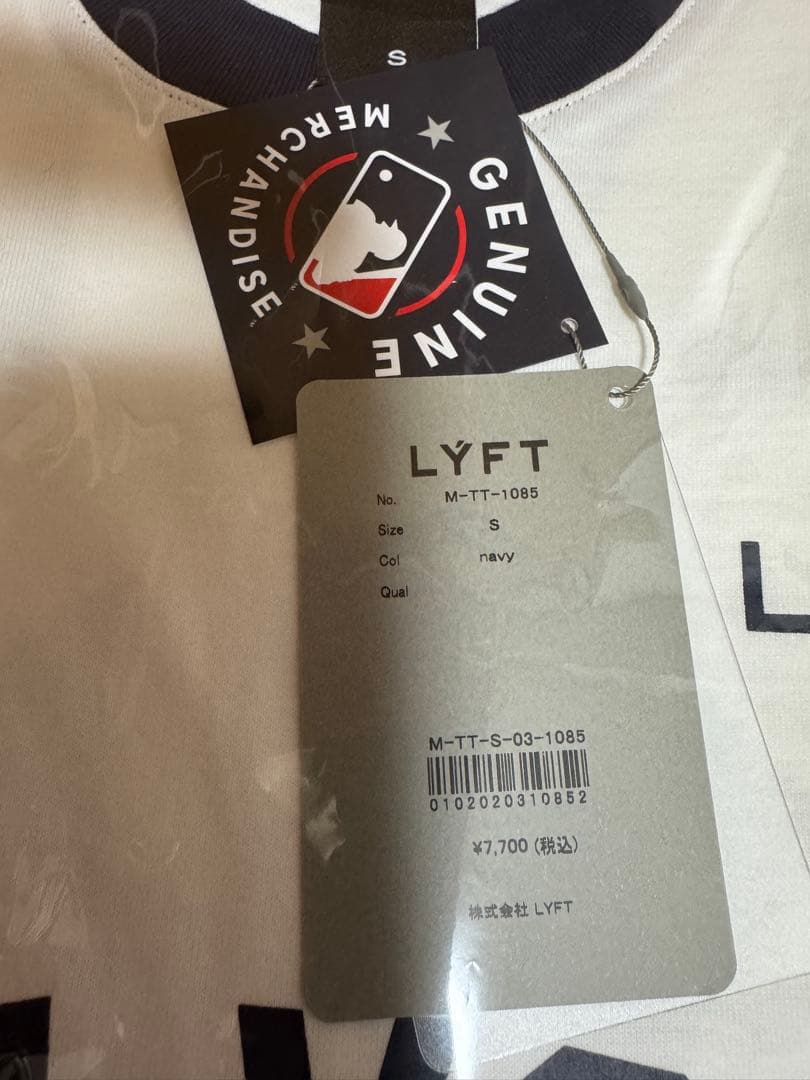 S
GENUINE
MERCHANDISE™
LÝFT
No. M-TT-1085
Size S
Col navy
Qual
M-TT-S-03-1085
0102020310852
¥7,700 (税込)
株式会社 LYFT
L